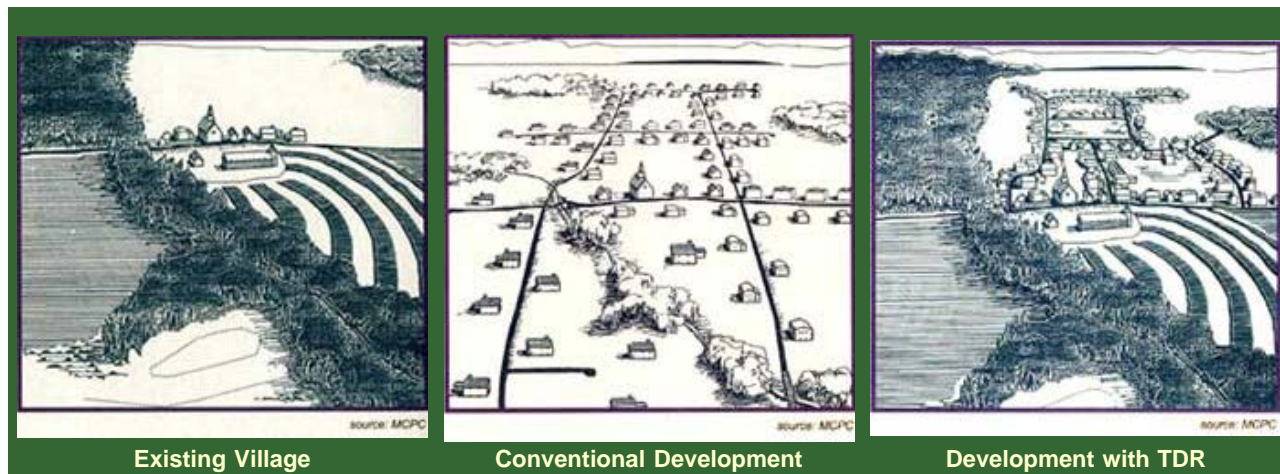 source: MCPC
source: MCPC
source: MCPC
Existing Village
Conventional Development
Development with TDR